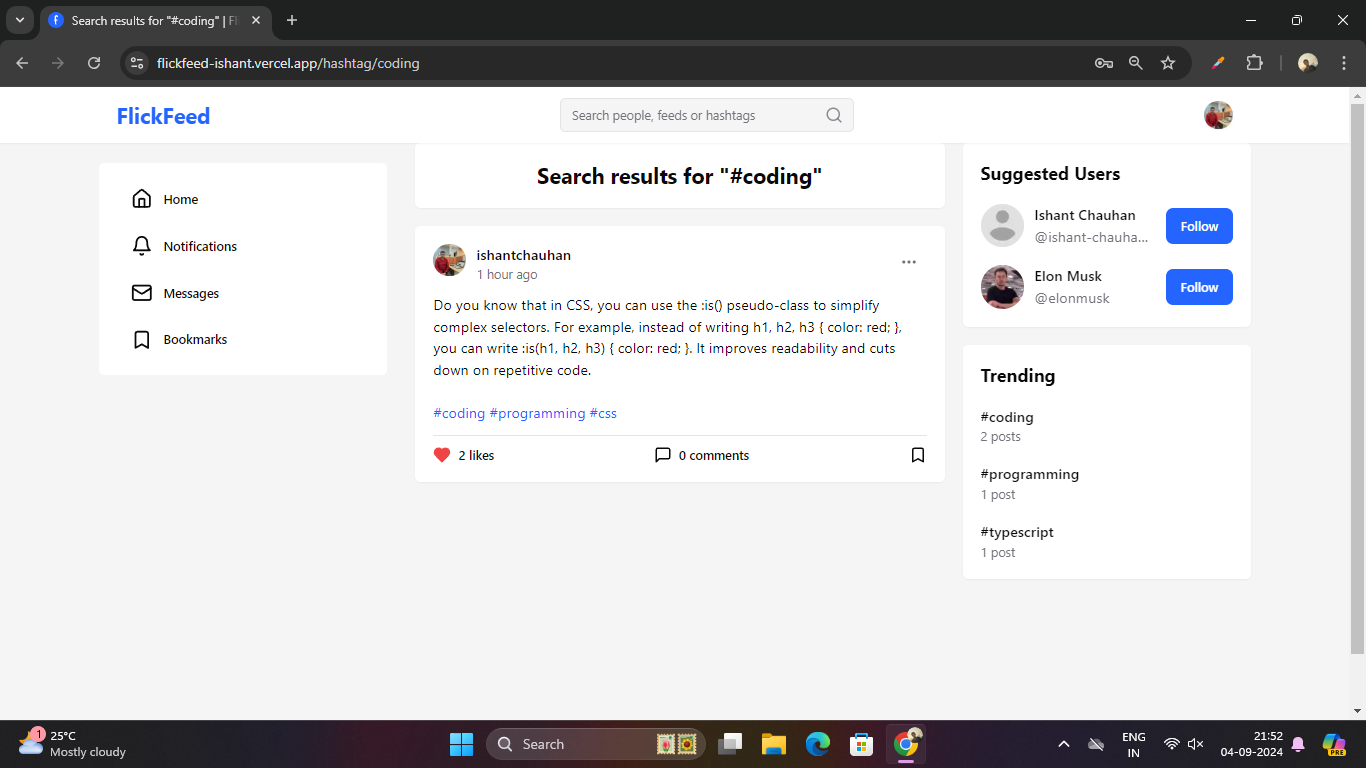 Search results for "#coding" | Fl
flickfeed-ishant.vercel.app/hashtag/coding
FlickFeed
Search people, feeds or hashtags
Home
Notifications
Messages
Bookmarks
Search results for "#coding"
ishantchauhan
1 hour ago
Do you know that in CSS, you can use the :is() pseudo-class to simplify
complex selectors. For example, instead of writing h1, h2, h3 { color: red; },
you can write :is(h1, h2, h3) { color: red; }. It improves readability and cuts
down on repetitive code.
#coding #programming #css
2 likes
0 comments
Suggested Users
Ishant Chauhan
@ishant-chauha...
Follow
Elon Musk
@elonmusk
Follow
Trending
#coding
2 posts
#programming
1 post
#typescript
1 post
1
25°C
Mostly cloudy
Search
PRE
ENG
IN
21:52
04-09-2024